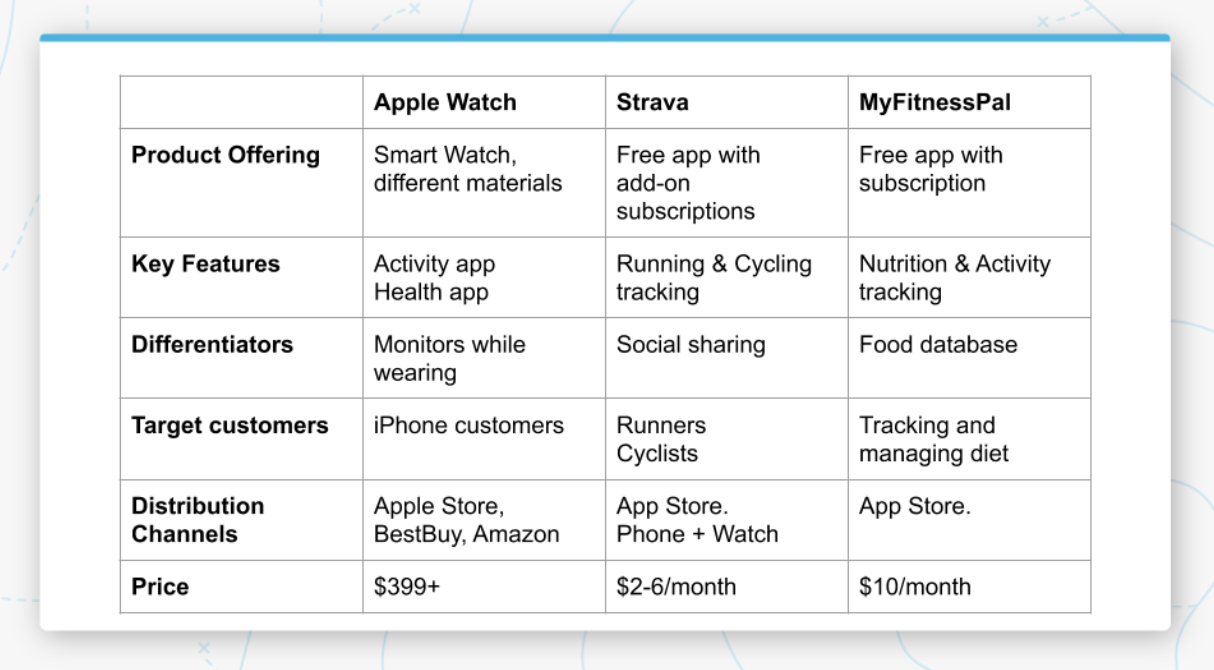 Apple Watch Strava MyFitnessPal
Product Offering Smart Watch, Free app with Free app with
different materials add-on subscription
subscriptions
Key Features Activity app Running & Cycling Nutrition & Activity
Health app tracking tracking
Differentiators Monitors while Social sharing Food database
wearing
Target customers iPhone customers Runners Tracking and
Cyclists managing diet
Distribution Apple Store, App Store. App Store.
Channels BestBuy, Amazon Phone + Watch
Price $399+ $2-6/month $10/month